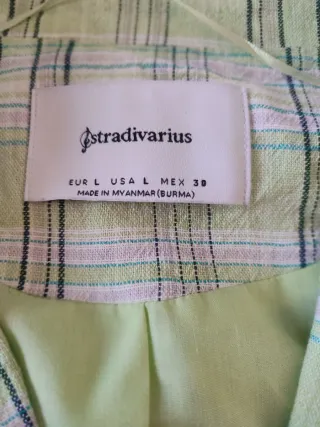 stradivarius
EUR L USA L MEX 30
MADE IN MYANMAR (BURMA)